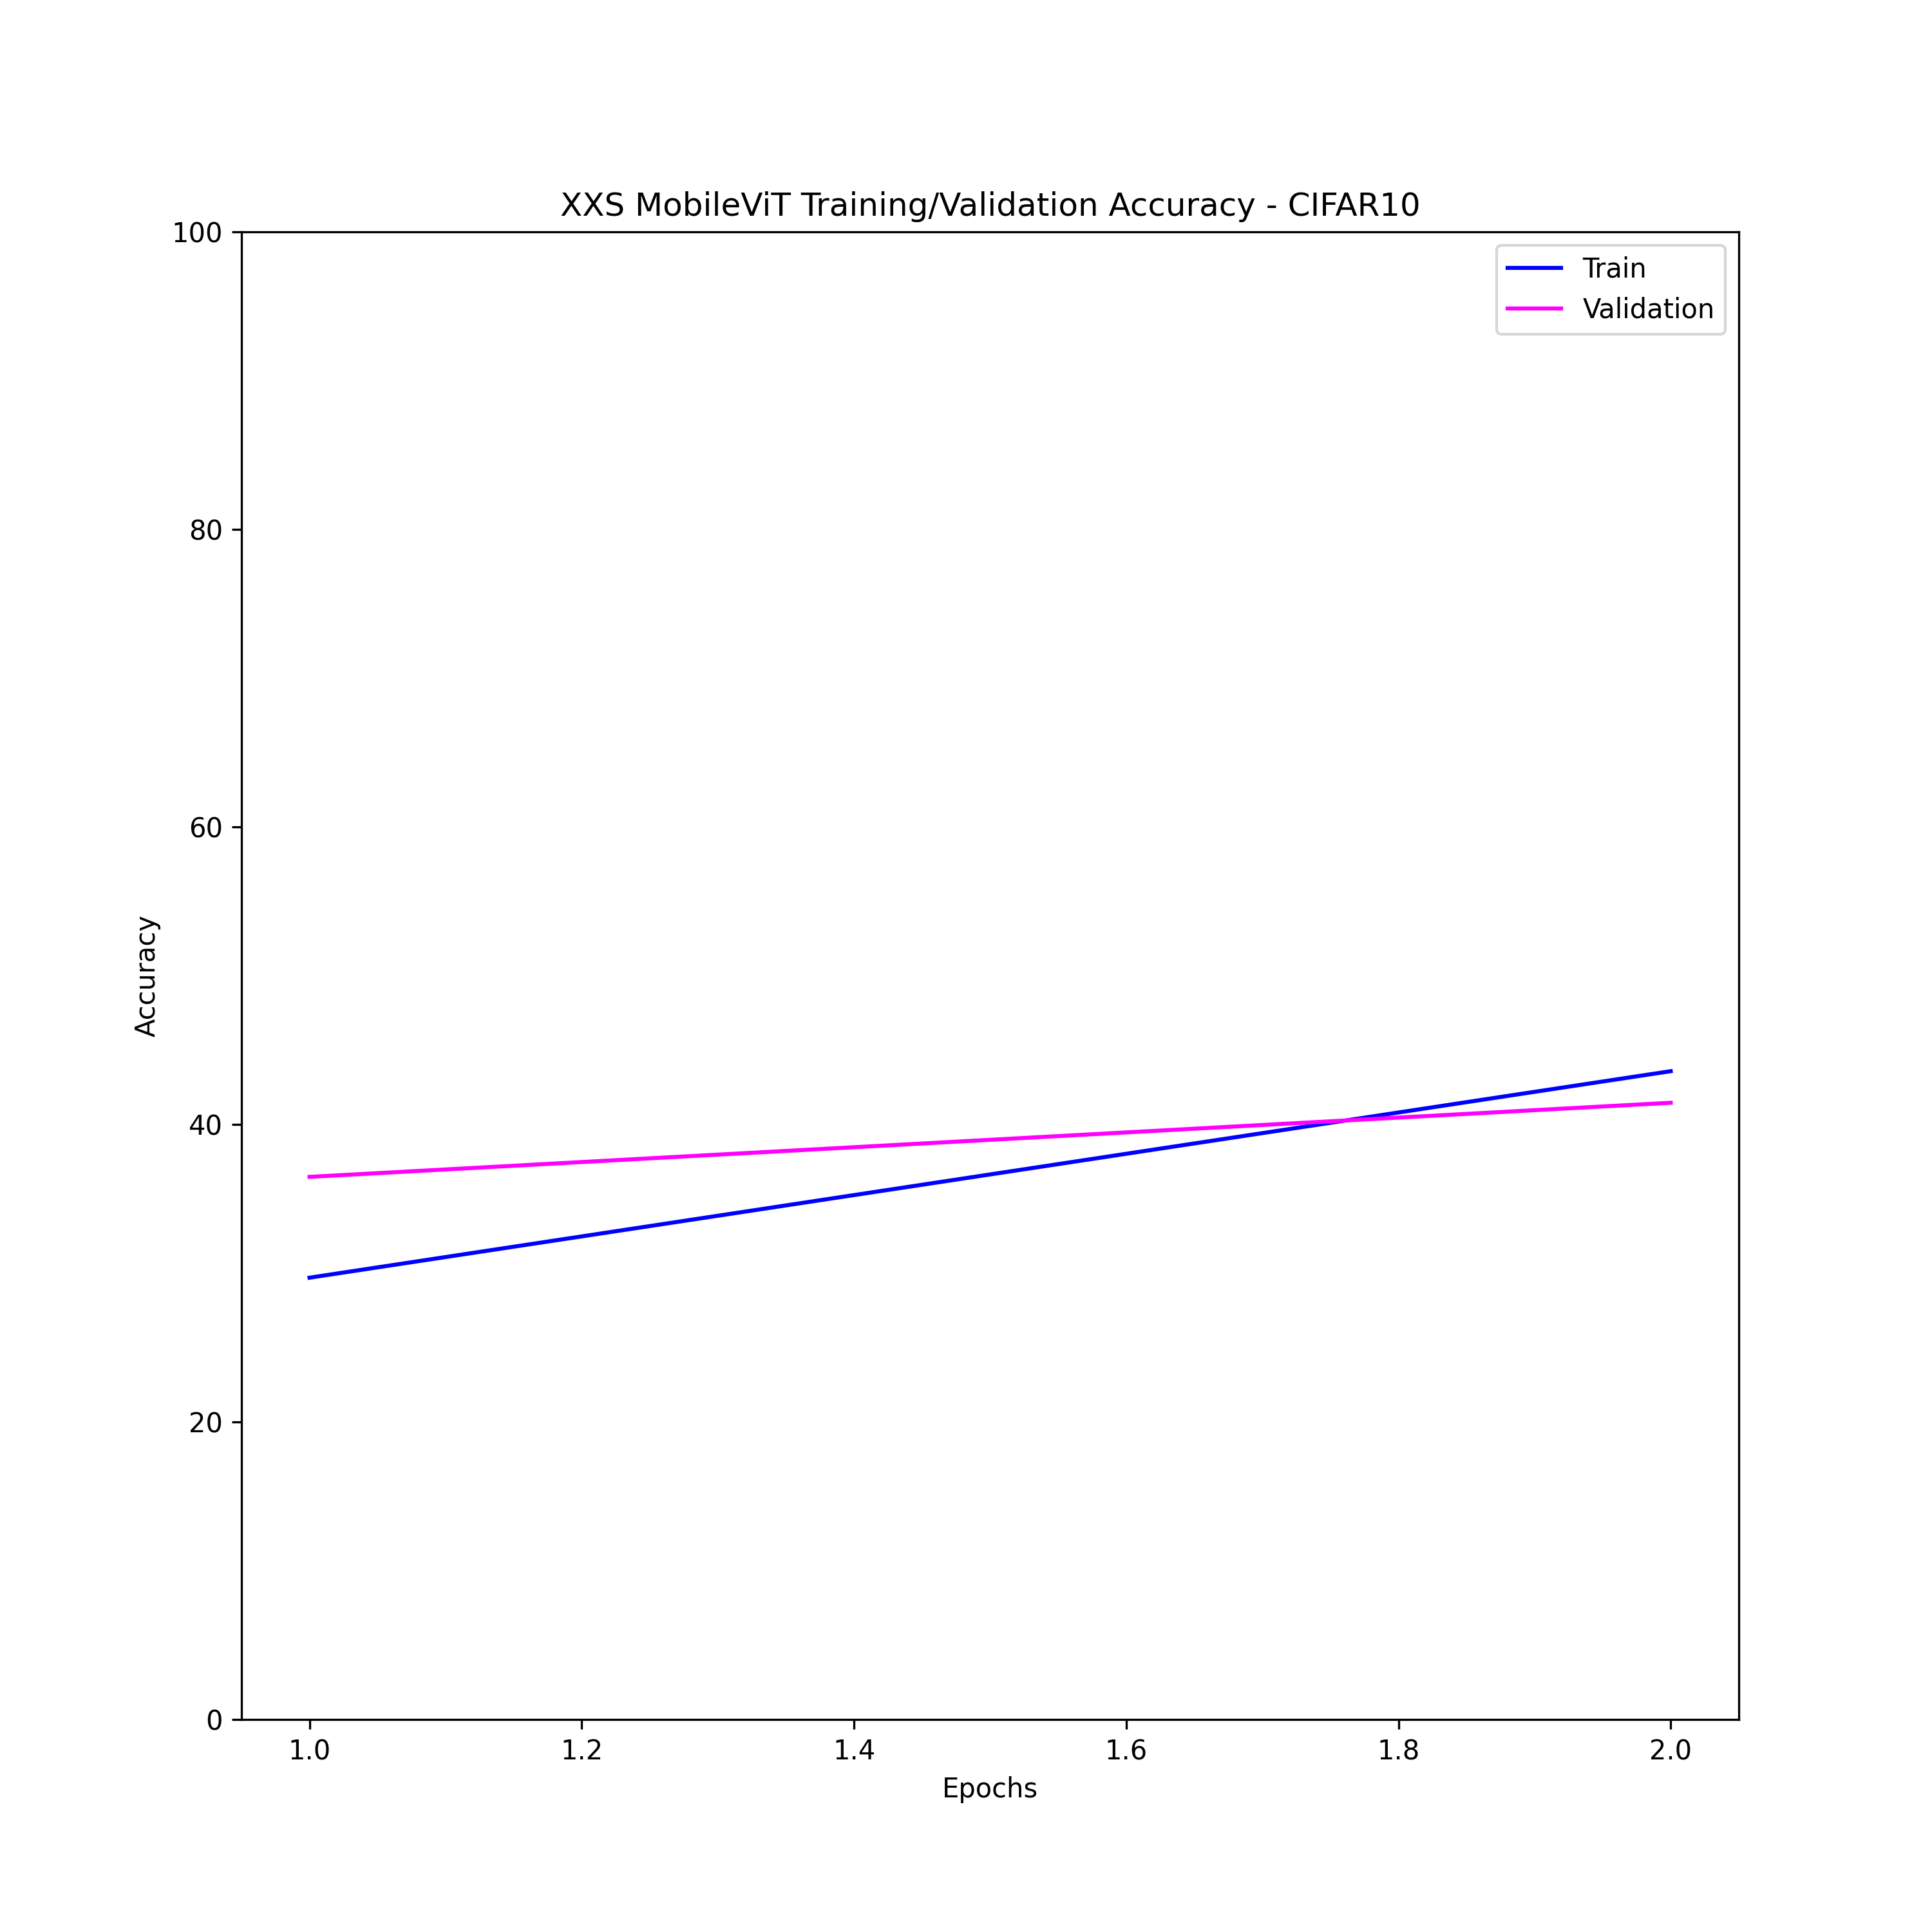 XXS MobileViT Training/Validation Accuracy - CIFAR10
Train
Validation
100
80
60
40
20
0
Accuracy
1.0 1.2 1.4 1.6 1.8 2.0
Epochs